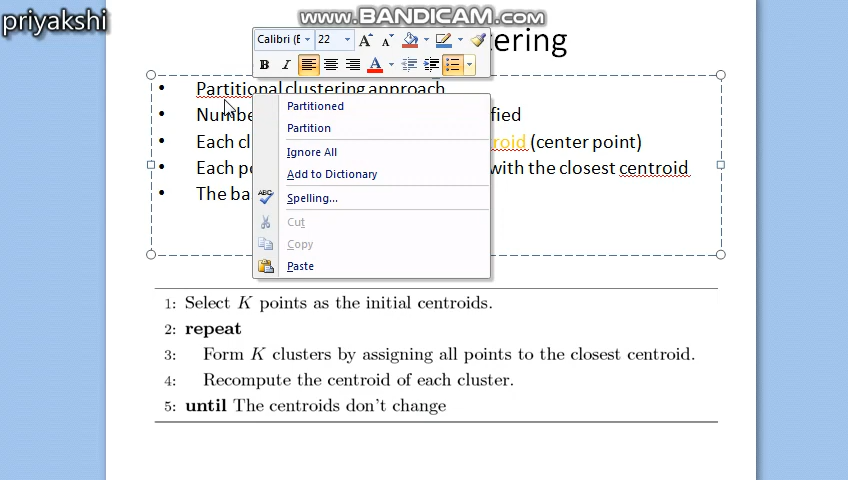 priyakshi
www.BANDICAM.com
tering
Calibri (E
22
A
A
B
I
A
• Partitional clustering approach
• Numbe
fied
• Each cl
roid (center point)
• Each po
with the closest centroid
• The ba
Partitioned
Partition
Ignore All
Add to Dictionary
ABC
Spelling...
Cut
Copy
Paste
1: Select K points as the initial centroids.
2: repeat
3: Form K clusters by assigning all points to the closest centroid.
4: Recompute the centroid of each cluster.
5: until The centroids don't change